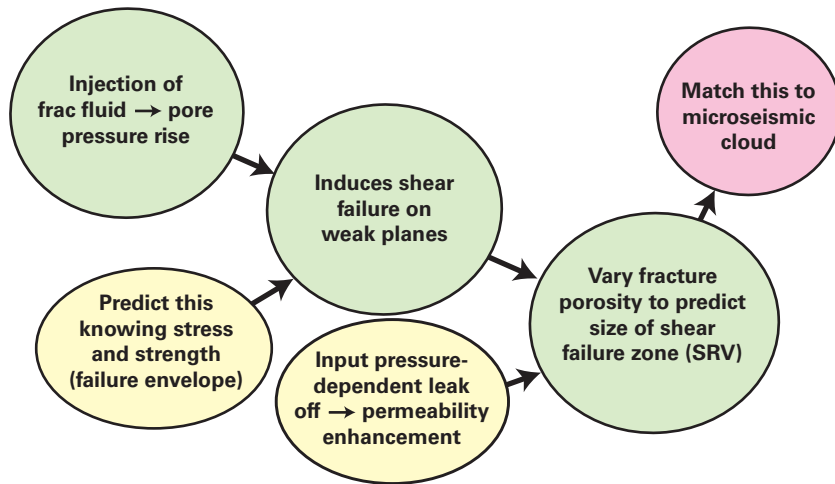 Injection of
frac fluid → pore
pressure rise
Induces shear
failure on
weak planes
Predict this
knowing stress
and strength
(failure envelope)
Input pressure-
dependent leak
off → permeability
enhancement
Vary fracture
porosity to predict
size of shear
failure zone (SRV)
Match this to
microseismic
cloud